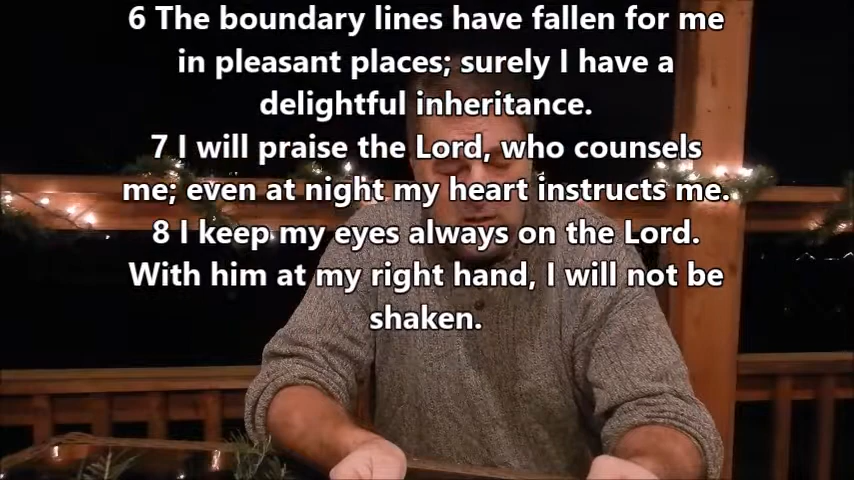 6 The boundary lines have fallen for me
in pleasant places; surely I have a
delightful inheritance.
7 I will praise the Lord, who counsels
me; even at night my heart instructs me.
8 I keep my eyes always on the Lord.
With him at my right hand, I will not be
shaken.